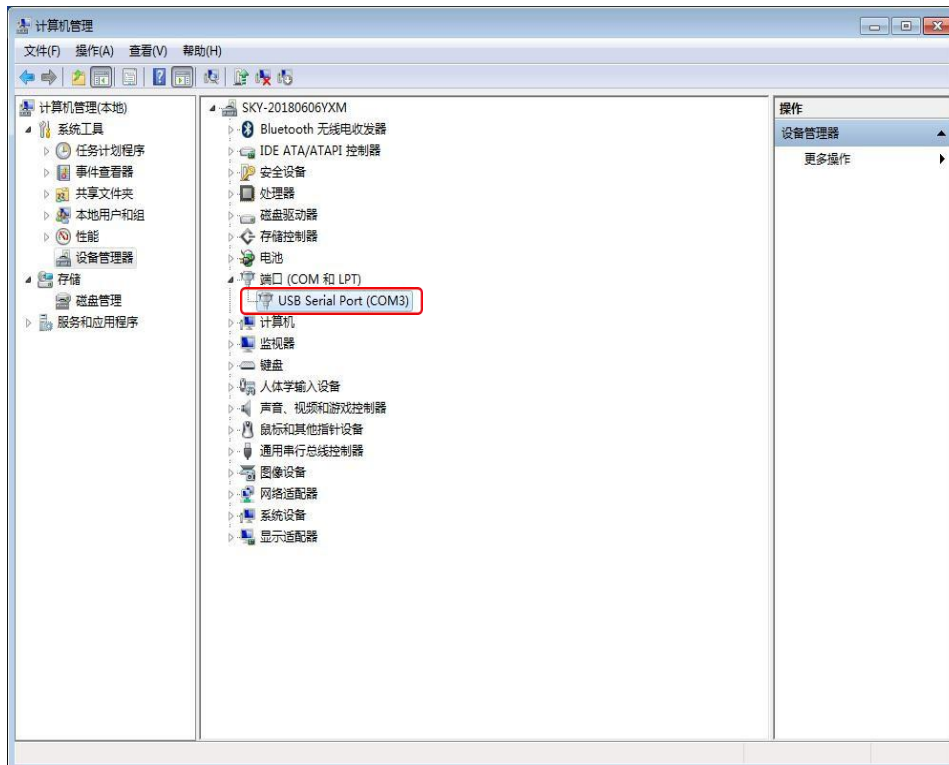 计算机管理
文件(F) 操作(A) 查看(V) 帮助(H)
计算机管理(本地)
系统工具
任务计划程序
事件查看器
共享文件夹
本地用户和组
性能
设备管理器
存储
磁盘管理
服务和应用程序
SKY-20180606YXM
Bluetooth 无线电收发器
IDE ATA/ATAPI 控制器
安全设备
处理器
磁盘驱动器
存储控制器
电池
端口 (COM 和 LPT)
USB Serial Port (COM3)
计算机
监视器
键盘
人体学输入设备
声音、视频和游戏控制器
鼠标和其他指针设备
通用串行总线控制器
图像设备
网络适配器
系统设备
显示适配器
操作
设备管理器
更多操作